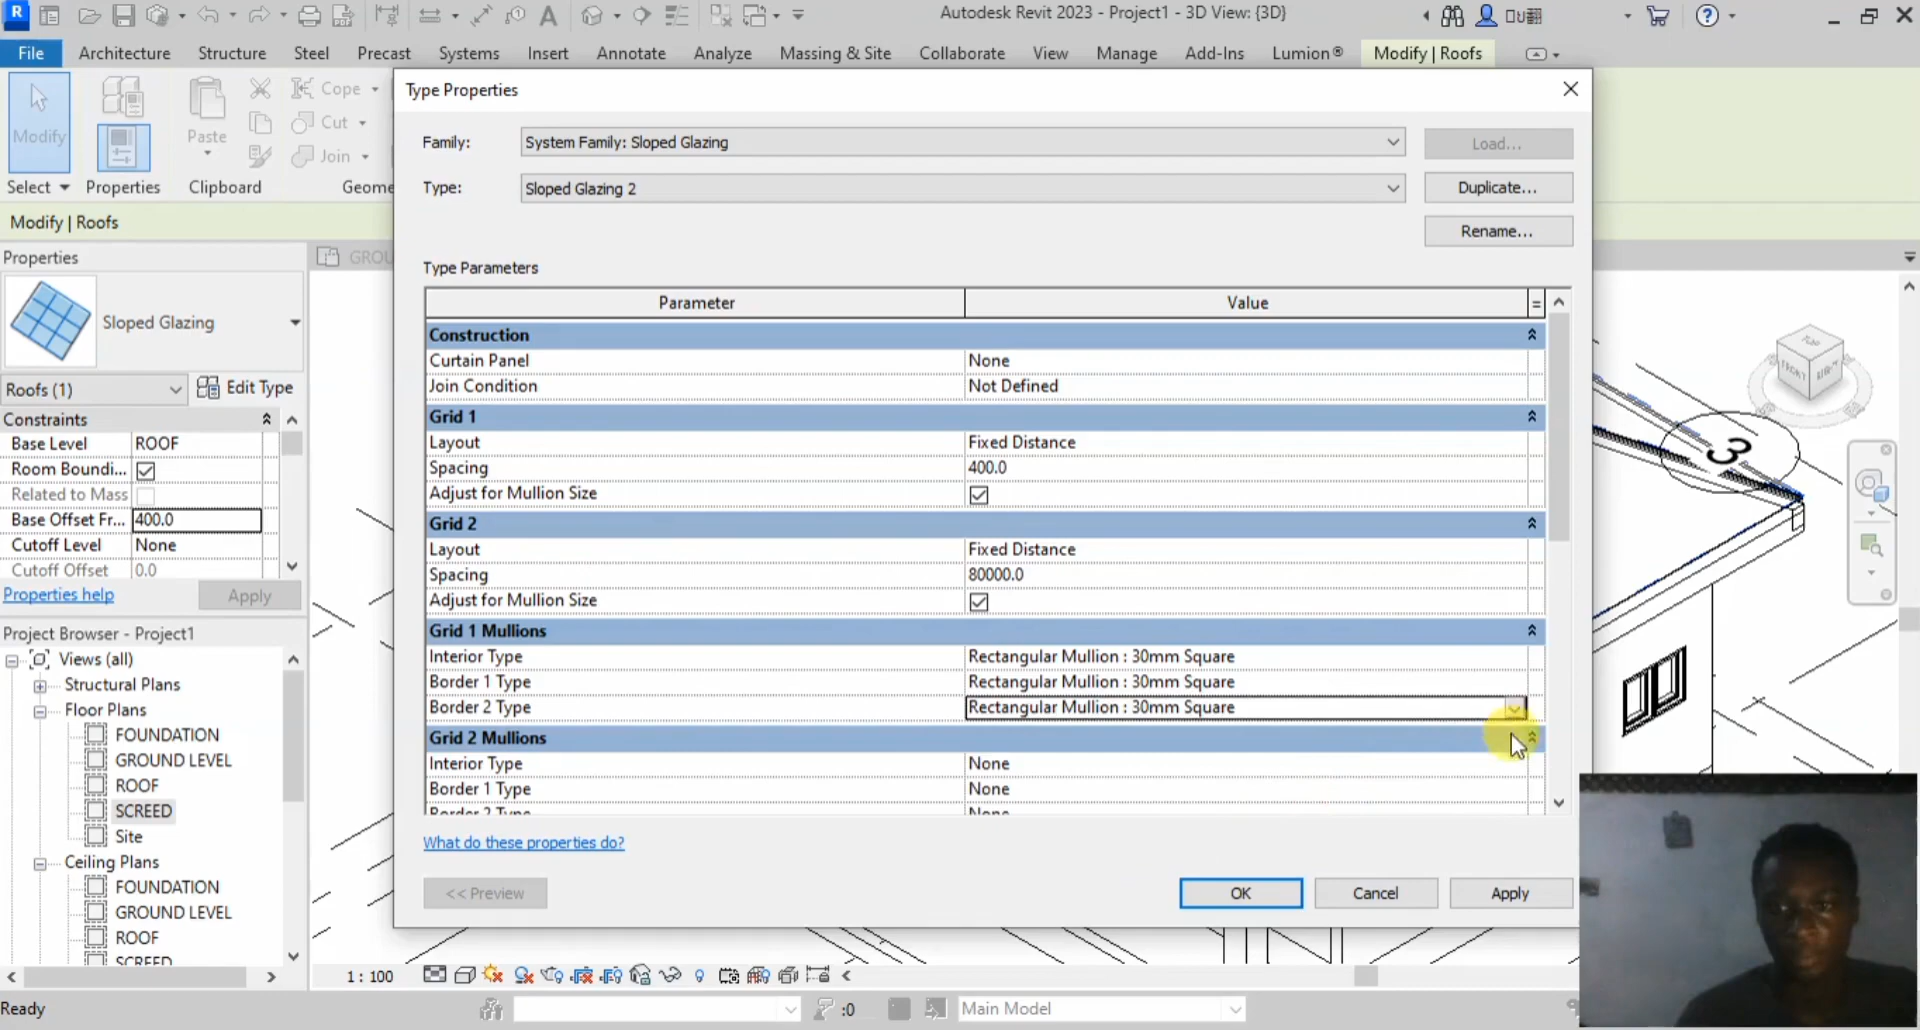 R
Autodesk Revit 2023 - Project1 - 3D View: {3D}
File
Architecture
Structure
Steel
Precast
Systems
Insert
Annotate
Analyze
Massing & Site
Collaborate
View
Manage
Add-Ins
Lumion®
Modify | Roofs
Modify
Paste
Cope
Cut
Join
Select
Properties
Clipboard
Geome
Modify | Roofs
Properties
GROU
Sloped Glazing
Roofs (1)
Edit Type
Constraints
Base Level ROOF
Room Boundi...
Related to Mass
Base Offset Fr... 400.0
Cutoff Level None
Cutoff Offset 0.0
Properties help
Apply
Project Browser - Project1
Views (all)
Structural Plans
Floor Plans
FOUNDATION
GROUND LEVEL
ROOF
SCREED
Site
Ceiling Plans
FOUNDATION
GROUND LEVEL
ROOF
SCREED
Type Properties
Family: System Family: Sloped Glazing
Load...
Type: Sloped Glazing 2
Duplicate...
Rename...
Type Parameters
Parameter Value =
Construction
Curtain Panel None
Join Condition Not Defined
Grid 1
Layout Fixed Distance
Spacing 400.0
Adjust for Mullion Size
Grid 2
Layout Fixed Distance
Spacing 80000.0
Adjust for Mullion Size
Grid 1 Mullions
Interior Type Rectangular Mullion : 30mm Square
Border 1 Type Rectangular Mullion : 30mm Square
Border 2 Type Rectangular Mullion : 30mm Square
Grid 2 Mullions
Interior Type None
Border 1 Type None
Border 2 Type None
What do these properties do?
<< Preview
OK
Cancel
Apply
TOP
FRONT
3
1 : 100
Ready
:0
Main Model